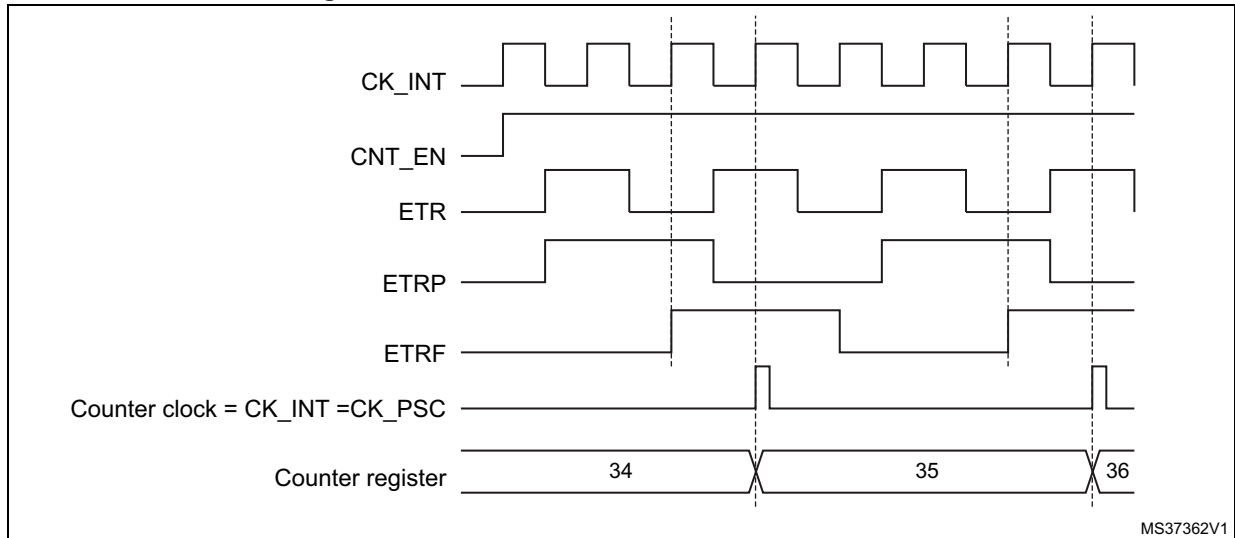 CK_INT
CNT_EN
ETR
ETRP
ETRF
Counter clock = CK_INT =CK_PSC
Counter register
34
35
36
MS37362V1